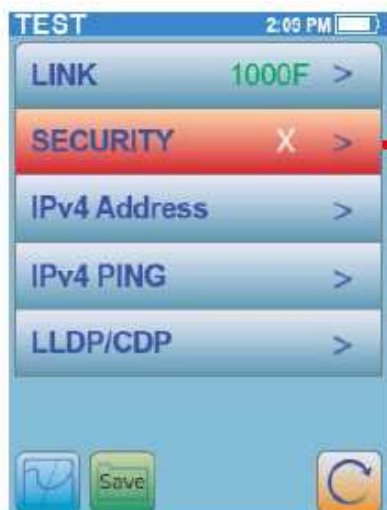 TEST 2:09 PM
LINK 1000F >
SECURITY X >
IPv4 Address >
IPv4 PING >
LLDP/CDP >
Save